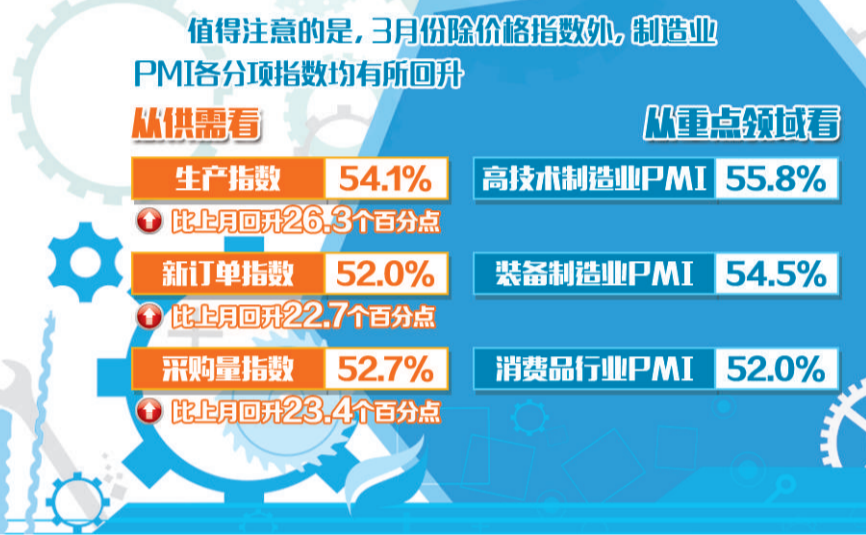 值得注意的是，3月份除价格指数外，制造业
PMI各分项指数均有所回升
从供需看
生产指数 54.1%
比上月回升26.3个百分点
新订单指数 52.0%
比上月回升22.7个百分点
采购量指数 52.7%
比上月回升23.4个百分点
从重点领域看
高技术制造业PMI 55.8%
装备制造业PMI 54.5%
消费品行业PMI 52.0%